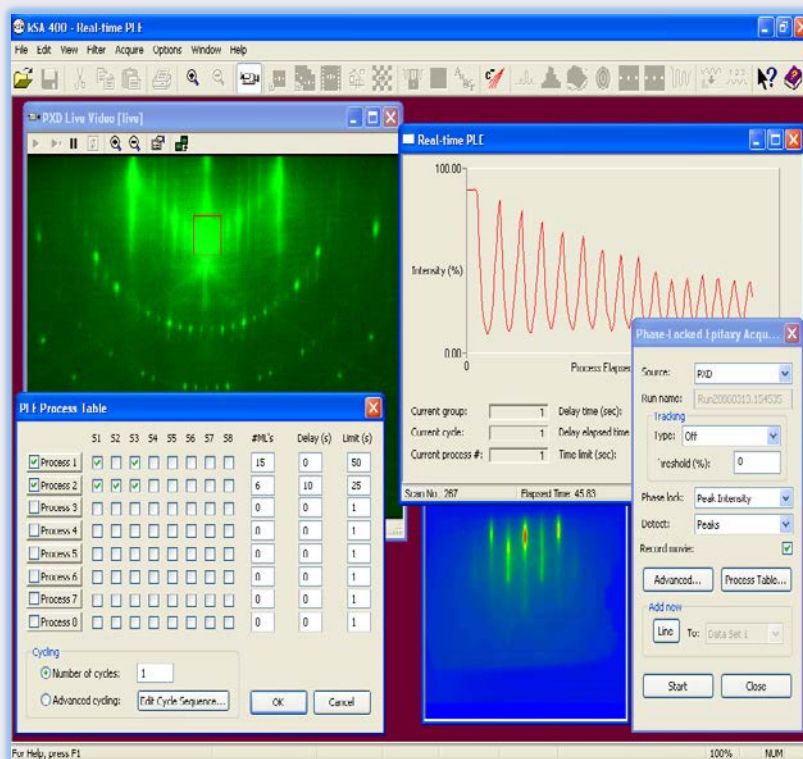 kSA 400 - Real-time PLE
File Edit View Filter Acquire Options Window Help
PXD Live Video [live]
Real-time PLE
100.00
Intensity (%)
0.00
0
Process Elapsed
Current group: 1 Delay time (sec):
Current cycle: 1 Delay elapsed time
Current process #: 1 Time limit (sec):
Scan No.: 267 Elapsed Time: 45.83
PLE Process Table
S1 S2 S3 S4 S5 S6 S7 S8 #ML's Delay (s) Limit (s)
Process 1 15 0 50
Process 2 6 10 25
Process 3 0 0 1
Process 4 0 0 1
Process 5 0 0 1
Process 6 0 0 1
Process 7 0 0 1
Process 8 0 0 1
Cycling
Number of cycles: 1
Advanced cycling: Edit Cycle Sequence...
OK Cancel
Phase-Locked Epitaxy Acqu...
Source: PXD
Run name: Run20060313.154535
Tracking
Type: Off
Threshold (%): 0
Phase lock: Peak Intensity
Detect: Peaks
Record movie:
Advanced... Process Table...
Add now
Line To: Data Set 1
Start Close
For Help, press F1
100% NUM